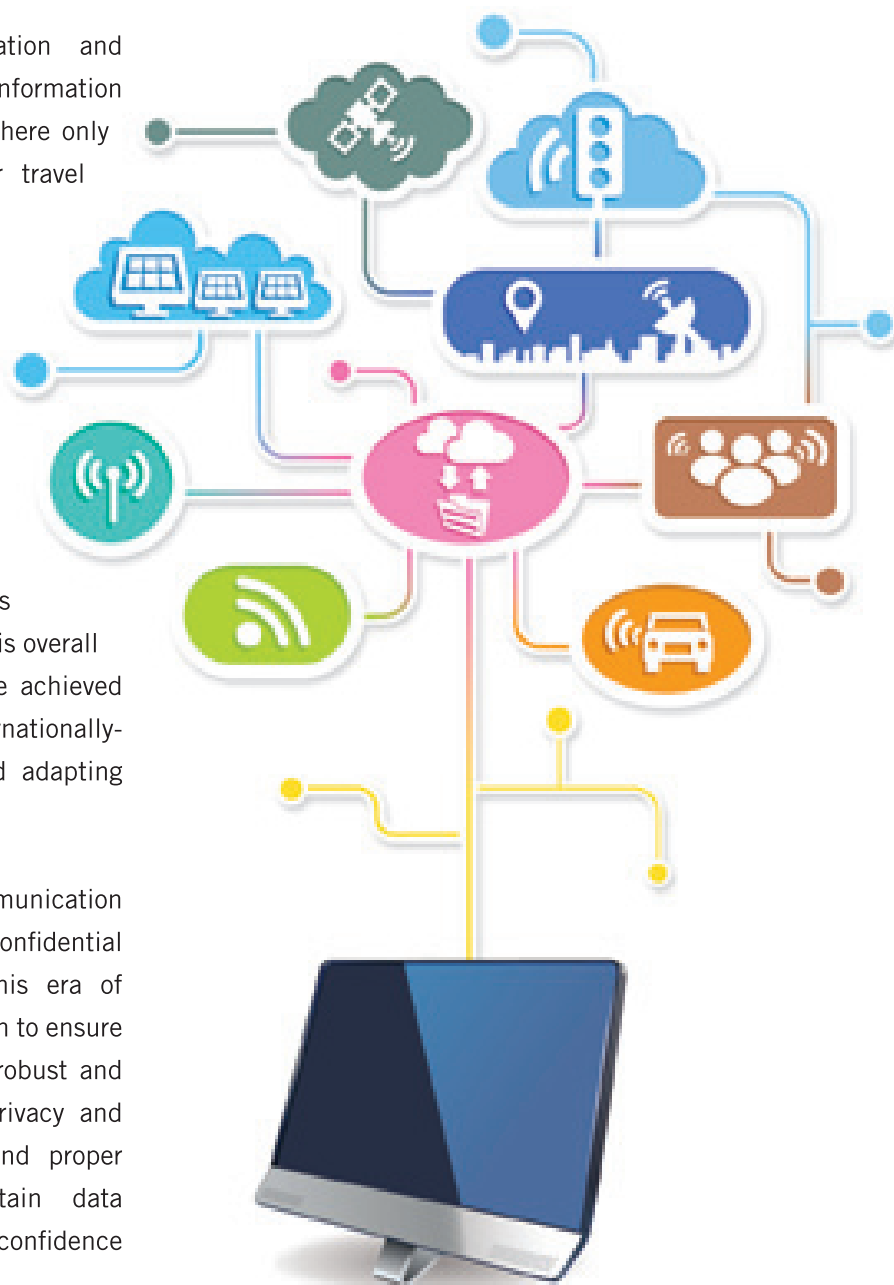 ation and
nformation
here only
travel
s
is overall
e achieved
rnationally-
d adapting
munication
onfidential
his era of
n to ensure
robust and
rivacy and
nd proper
tain data
confidence